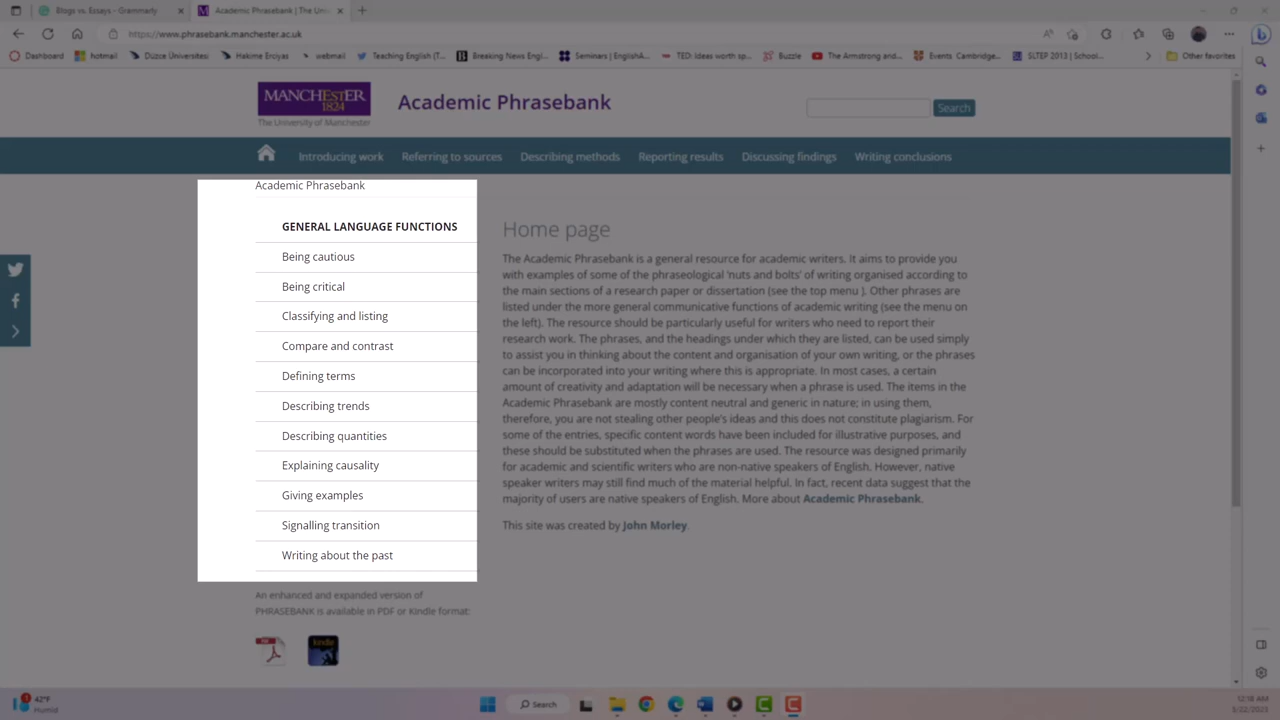 Blogs vs. Essays - Grammarly
Academic Phrasebank | The Uni
https://www.phrasebank.manchester.ac.uk
Dashboard
hotmail
Düzce Üniversitesi
Hakime Erciyas
webmail
Teaching English (T...
Breaking News Engl...
Seminars | EnglishA...
TED: Ideas worth sp...
Buzzle
The Armstrong and...
Events Cambridge...
SLTEP 2013 | School...
Other favorites
MANCHESTER
1824
The University of Manchester
Academic Phrasebank
Search
Introducing work
Referring to sources
Describing methods
Reporting results
Discussing findings
Writing conclusions
Academic Phrasebank
GENERAL LANGUAGE FUNCTIONS
Being cautious
Being critical
Classifying and listing
Compare and contrast
Defining terms
Describing trends
Describing quantities
Explaining causality
Giving examples
Signalling transition
Writing about the past
An enhanced and expanded version of
PHRASEBANK is available in PDF or Kindle format:
PDF
kindle
Home page
The Academic Phrasebank is a general resource for academic writers. It aims to provide you
with examples of some of the phraseological 'nuts and bolts' of writing organised according to
the main sections of a research paper or dissertation (see the top menu ). Other phrases are
listed under the more general communicative functions of academic writing (see the menu on
the left). The resource should be particularly useful for writers who need to report their
research work. The phrases, and the headings under which they are listed, can be used simply
to assist you in thinking about the content and organisation of your own writing, or the phrases
can be incorporated into your writing where this is appropriate. In most cases, a certain
amount of creativity and adaptation will be necessary when a phrase is used. The items in the
Academic Phrasebank are mostly content neutral and generic in nature; in using them,
therefore, you are not stealing other people's ideas and this does not constitute plagiarism. For
some of the entries, specific content words have been included for illustrative purposes, and
these should be substituted when the phrases are used. The resource was designed primarily
for academic and scientific writers who are non-native speakers of English. However, native
speaker writers may still find much of the material helpful. In fact, recent data suggest that the
majority of users are native speakers of English. More about Academic Phrasebank.
This site was created by John Morley.
1
42°F
Humid
Search
12:18 AM
5/22/2023